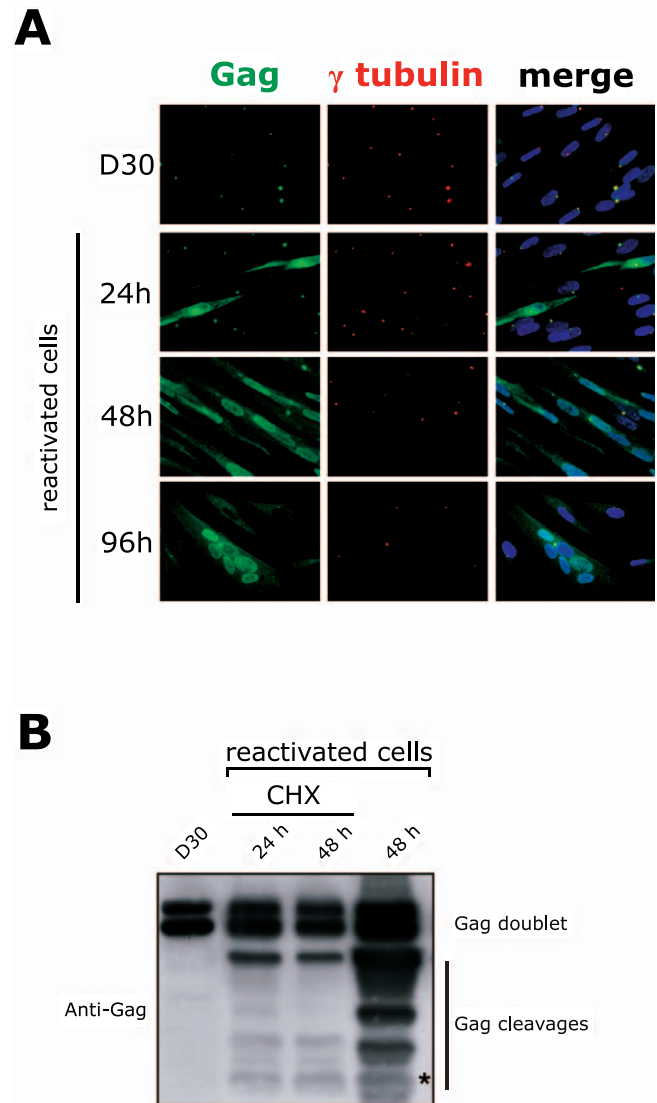 A
Gag γ tubulin merge
D30
24h
48h
96h
reactivated cells
B
reactivated cells
CHX
D30 24 h 48 h 48 h
Gag doublet
Anti-Gag
Gag cleavages
*